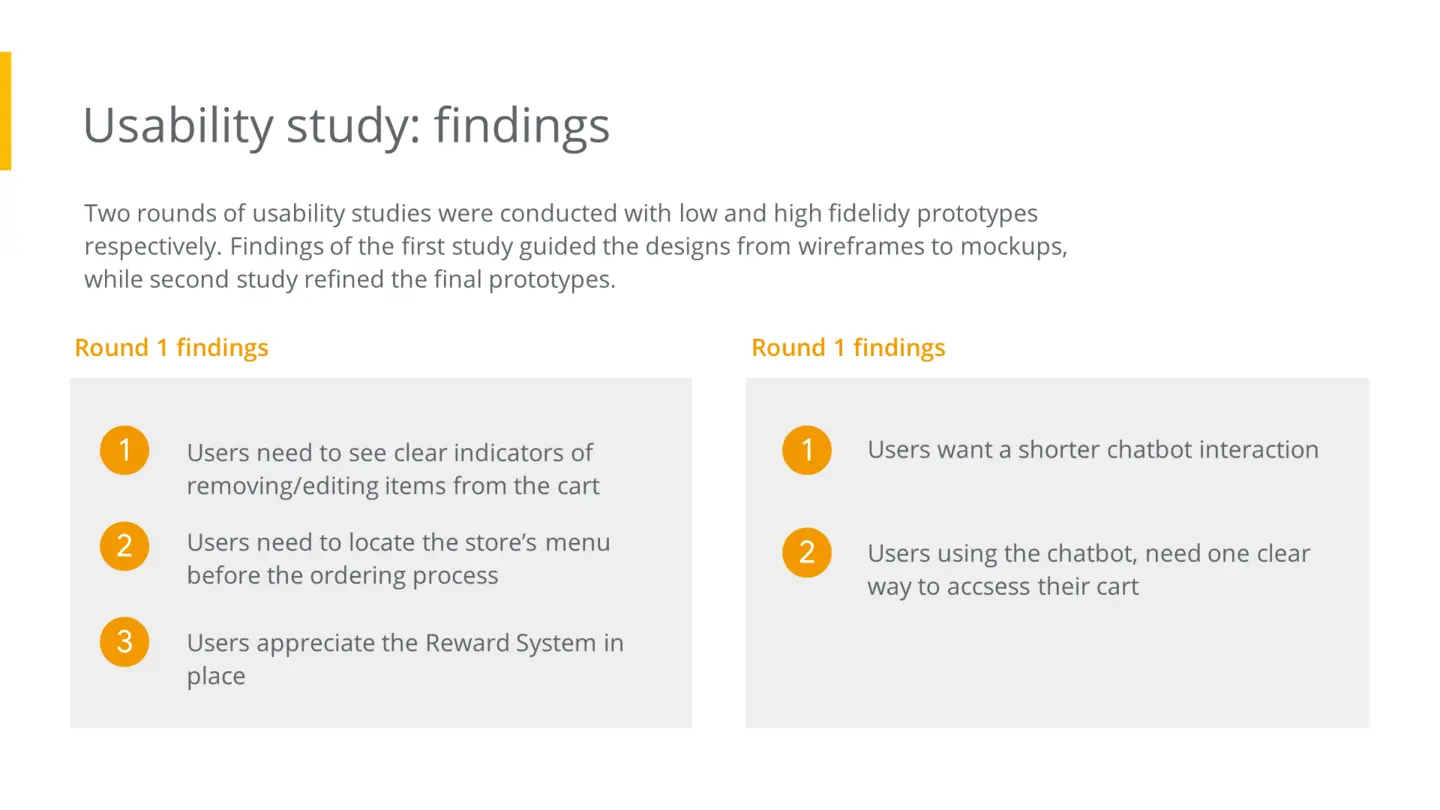 Usability study: findings
Two rounds of usability studies were conducted with low and high fidelidy prototypes
respectively. Findings of the first study guided the designs from wireframes to mockups,
while second study refined the final prototypes.
Round 1 findings
1
Users need to see clear indicators of
removing/editing items from the cart
2
Users need to locate the store’s menu
before the ordering process
3
Users appreciate the Reward System in
place
Round 1 findings
1
Users want a shorter chatbot interaction
2
Users using the chatbot, need one clear
way to accsess their cart